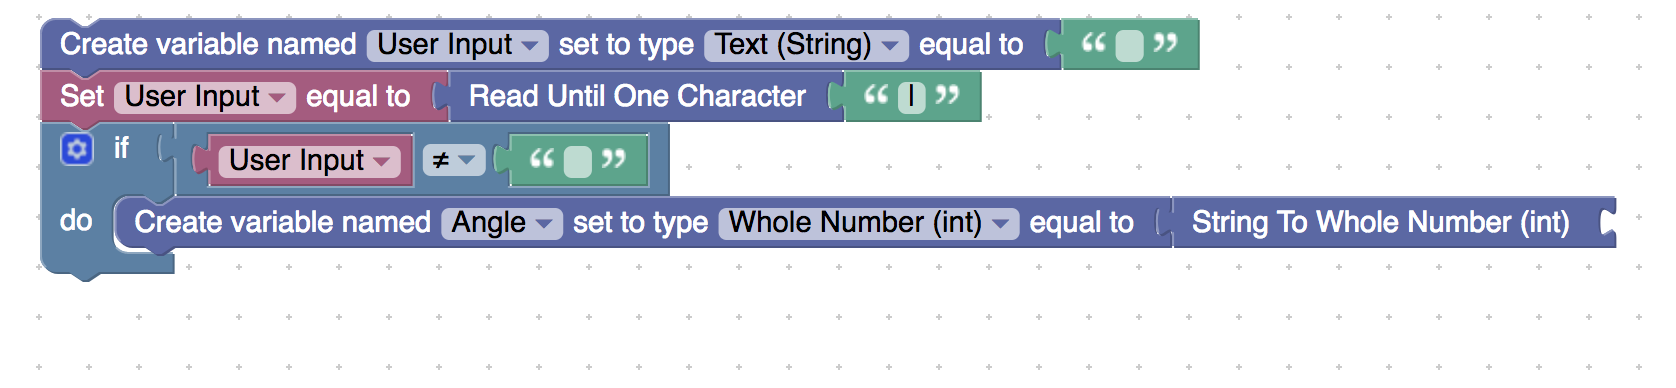 Create variable named User Input set to type Text (String) equal to “ ”
Set User Input equal to Read Until One Character “ | ”
if User Input ≠ “ ”
do Create variable named Angle set to type Whole Number (int) equal to String To Whole Number (int)